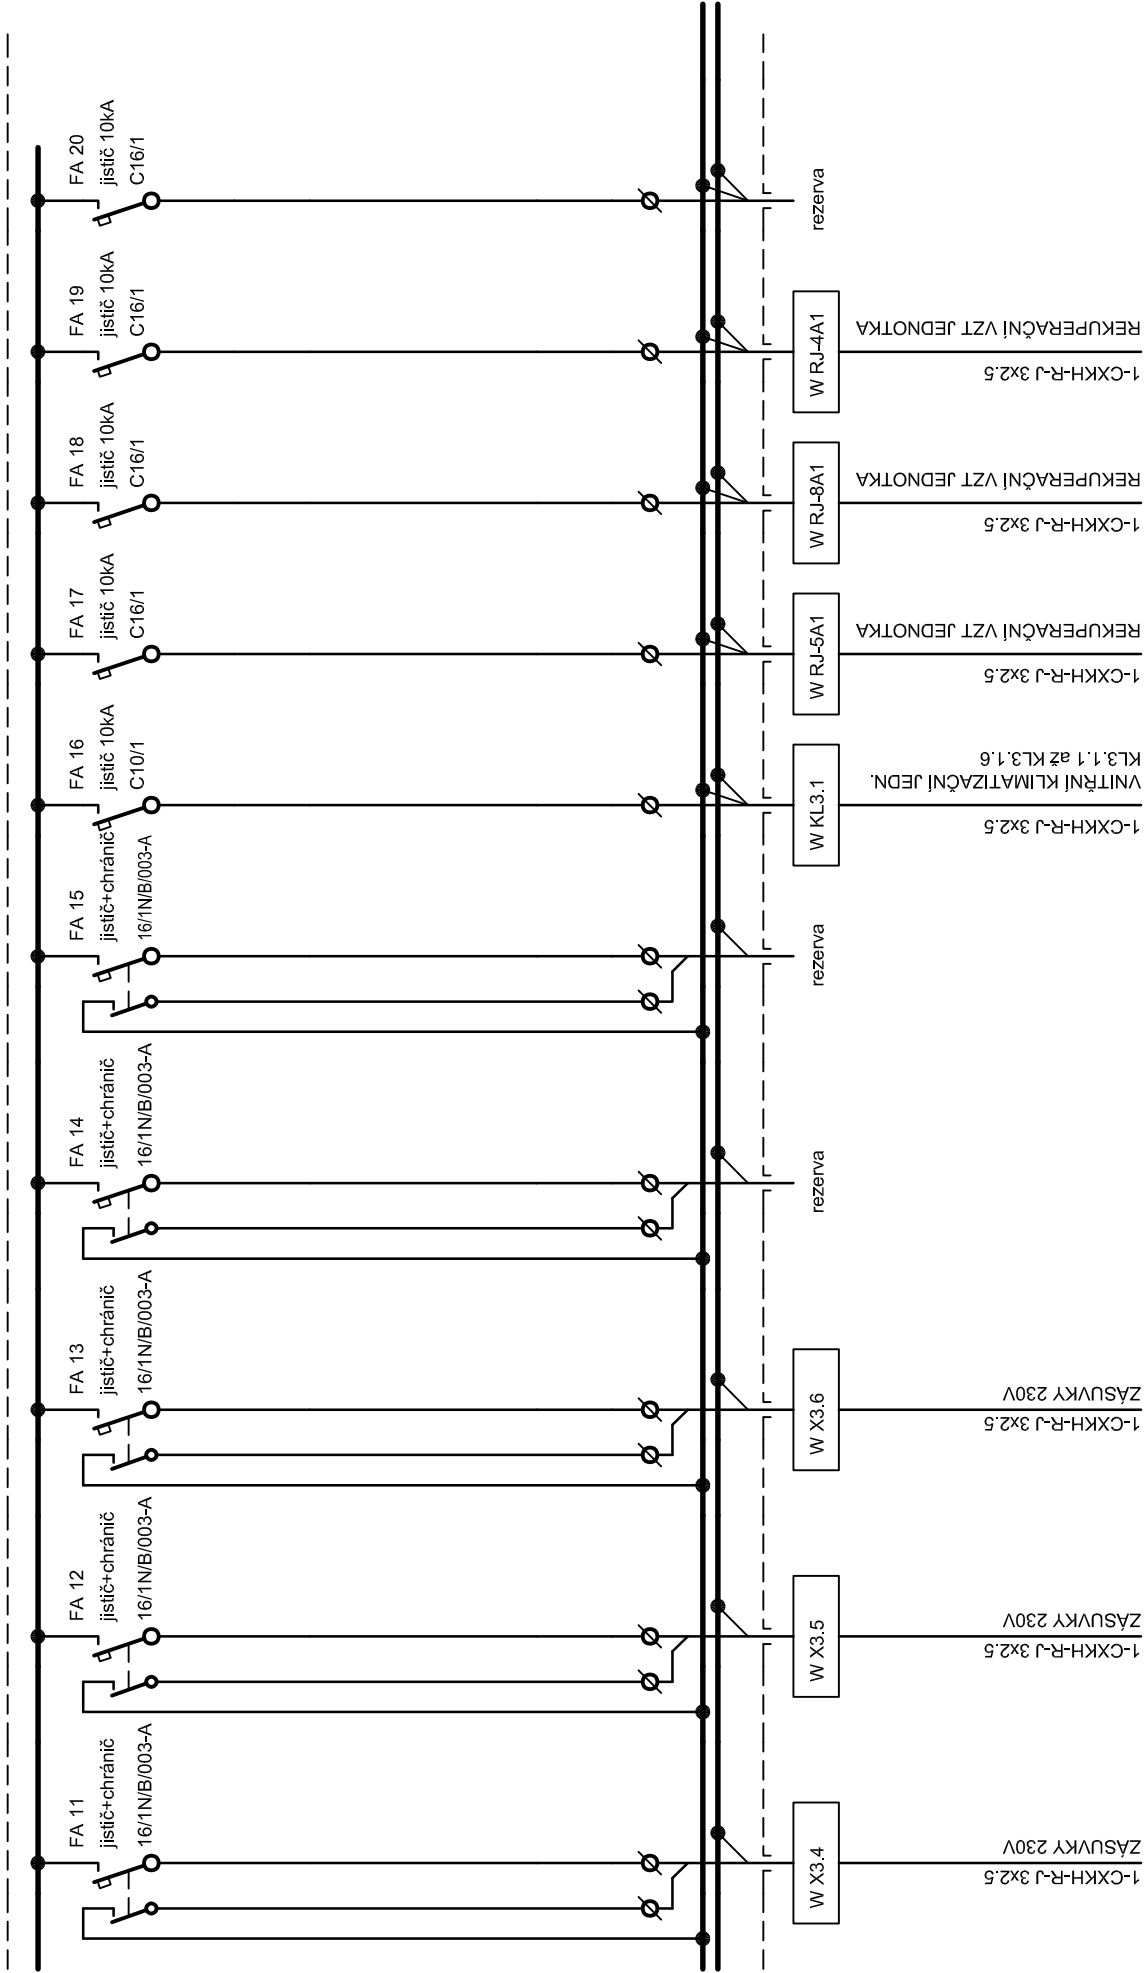 FA 11
jistič+chránič
16/1N/B/003-A
W X3.4
1-CXKH-R-J 3x2.5
ZÁSUVKY 230V
FA 12
jistič+chránič
16/1N/B/003-A
W X3.5
1-CXKH-R-J 3x2.5
ZÁSUVKY 230V
FA 13
jistič+chránič
16/1N/B/003-A
W X3.6
1-CXKH-R-J 3x2.5
ZÁSUVKY 230V
FA 14
jistič+chránič
16/1N/B/003-A
rezerva
FA 15
jistič+chránič
16/1N/B/003-A
rezerva
FA 16
jistič 10kA
C10/1
W KL3.1
1-CXKH-R-J 3x2.5
VNITŘNÍ KLIMATIZAČNÍ JEDN.
KL3.1.1 až KL3.1.6
FA 17
jistič 10kA
C16/1
W RJ-5A1
1-CXKH-R-J 3x2.5
REKUPERAČNÍ VZT JEDNOTKA
FA 18
jistič 10kA
C16/1
W RJ-8A1
1-CXKH-R-J 3x2.5
REKUPERAČNÍ VZT JEDNOTKA
FA 19
jistič 10kA
C16/1
W RJ-4A1
1-CXKH-R-J 3x2.5
REKUPERAČNÍ VZT JEDNOTKA
FA 20
jistič 10kA
C16/1
rezerva